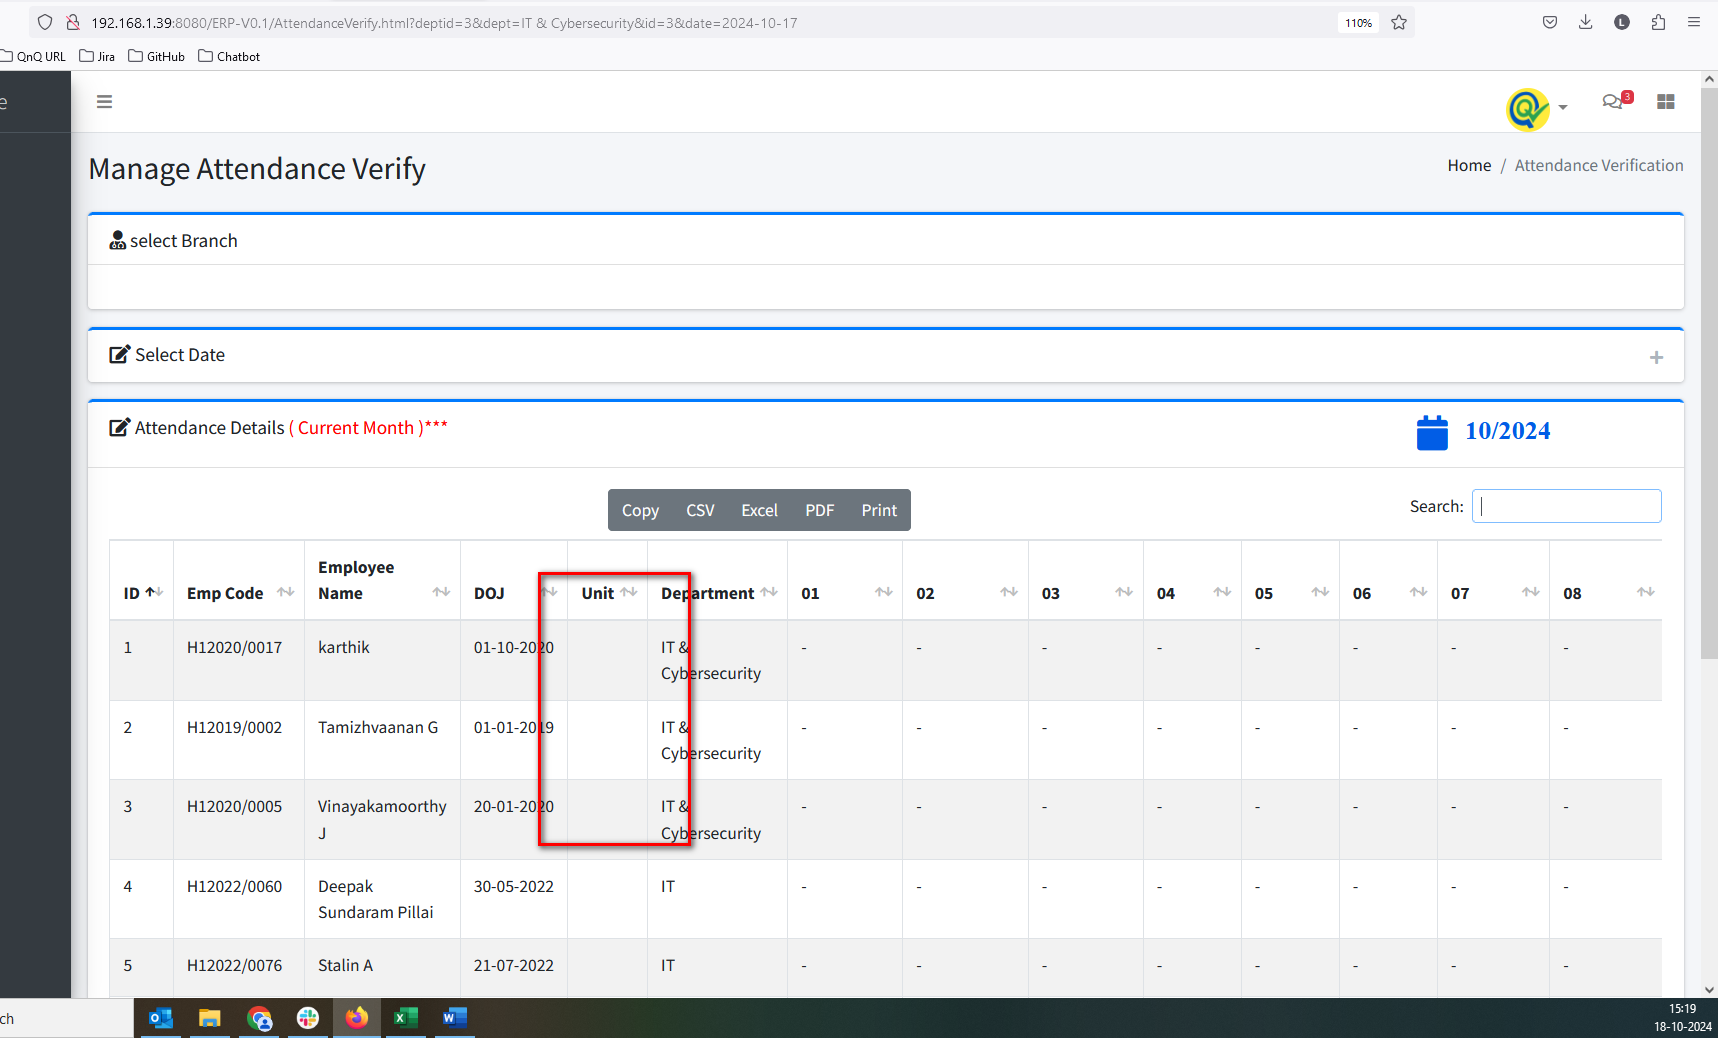 192.168.1.39:8080/ERP-V0.1/AttendanceVerify.html?deptid=3&dept=IT & Cybersecurity&id=3&date=2024-10-17
110%
L
QnQ URL Jira GitHub Chatbot
e
3
Manage Attendance Verify
Home / Attendance Verification
select Branch
Select Date
Attendance Details ( Current Month )***
10/2024
Copy CSV Excel PDF Print
Search:
ID Emp Code Employee Name DOJ Unit Department 01 02 03 04 05 06 07 08
1 H12020/0017 karthik 01-10-2020 IT &
Cybersecurity
- - - - - - - -
2 H12019/0002 Tamizhvaanan G 01-01-2019 IT &
Cybersecurity
- - - - - - - -
3 H12020/0005 Vinayakamoorthy
J
20-01-2020 IT &
Cybersecurity
- - - - - - - -
4 H12022/0060 Deepak
Sundaram Pillai
30-05-2022 IT - - - - - - - -
5 H12022/0076 Stalin A 21-07-2022 IT - - - - - - - -
ch
15:19
18-10-2024